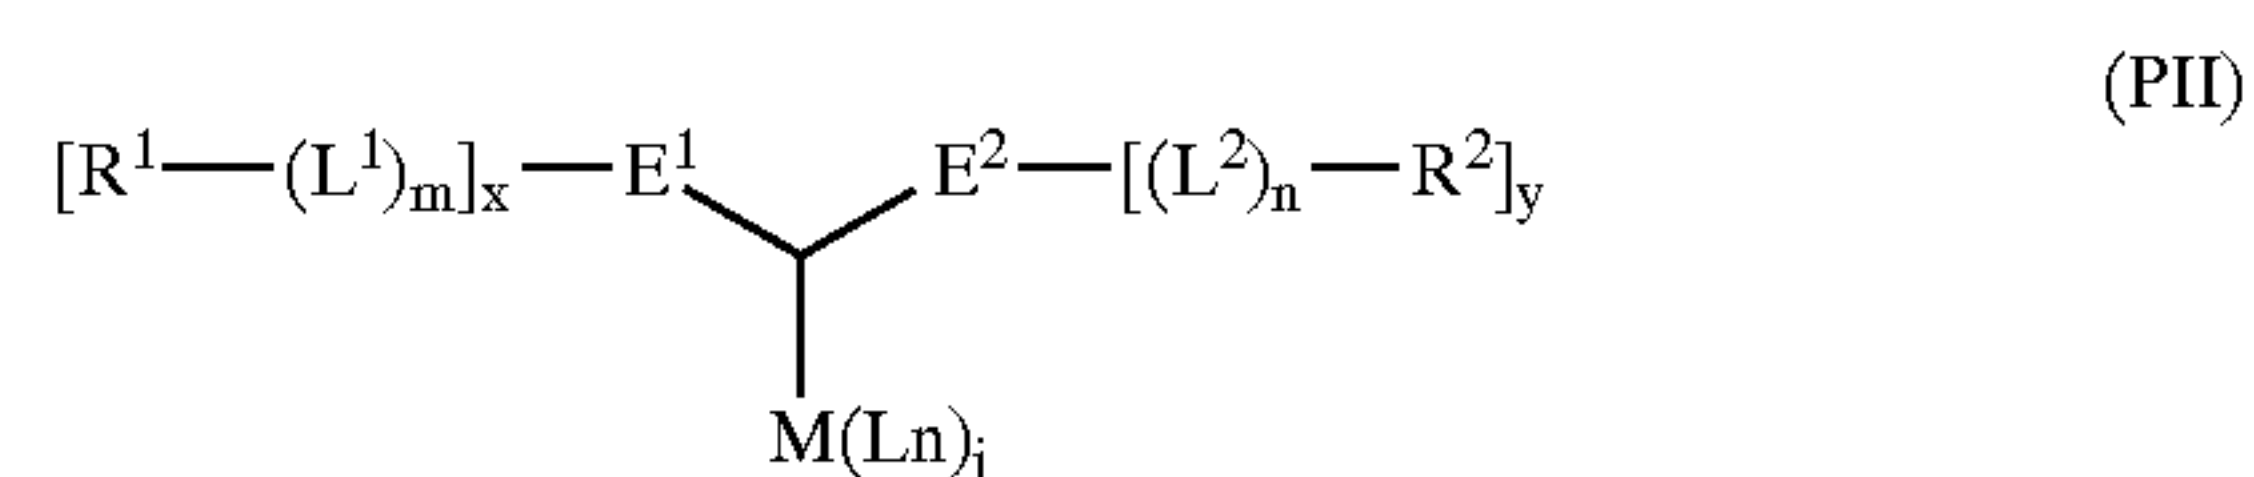 (PII)
[R¹—(L¹)ₘ]ₓ—E¹ E²—[(L²)ₙ—R²]y
M(Ln)ⱼ